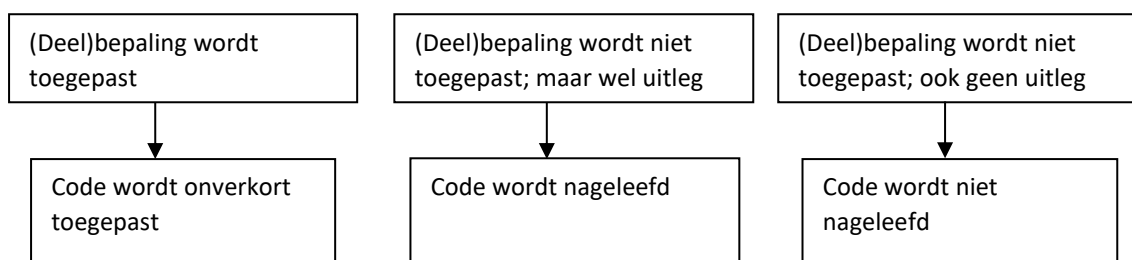 (Deel)bepaling wordt
toegepast
(Deel)bepaling wordt niet
toegepast; maar wel uitleg
(Deel)bepaling wordt niet
toegepast; ook geen uitleg
Code wordt onverkort
toegepast
Code wordt nageleefd
Code wordt niet
nageleefd